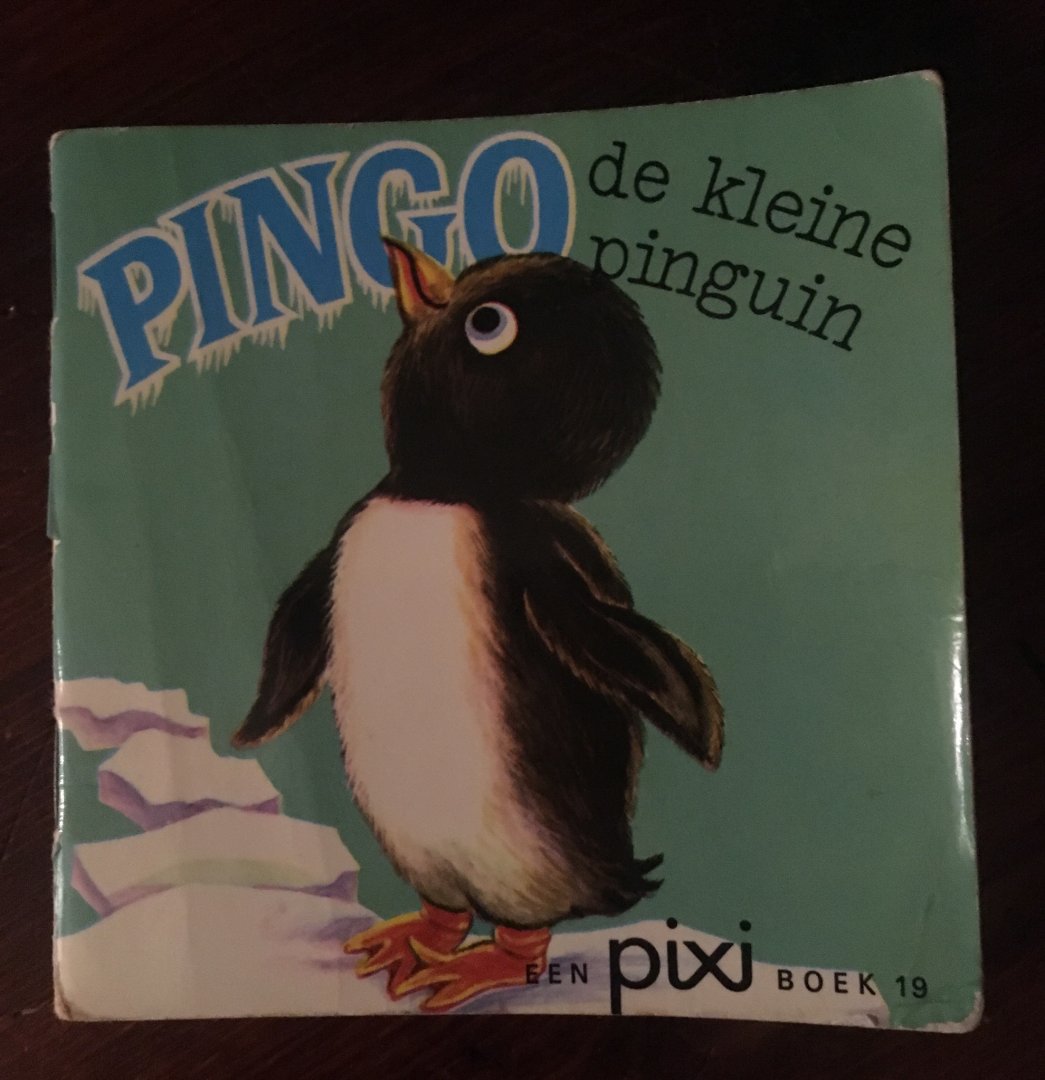 PINGO
de kleine
pinguin
EEN pixi BOEK 19